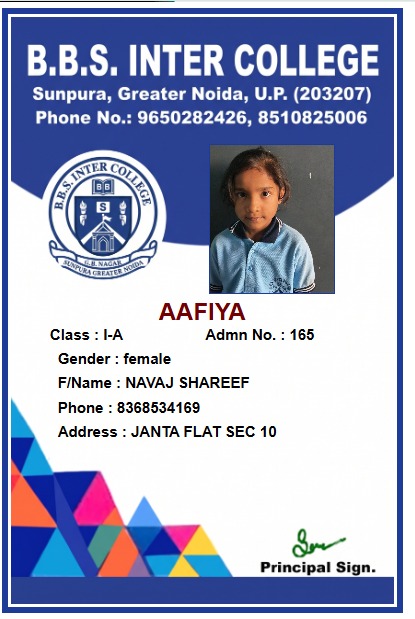 B.B.S. INTER COLLEGE
Sunpura, Greater Noida, U.P. (203207)
Phone No.: 9650282426, 8510825006
B.B.S. INTER COLLEGE
BB
S
G.B. NAGAR
SUNPURA GREATER NOIDA
AAFIYA
Class : I-A Admn No. : 165
Gender : female
F/Name : NAVAJ SHAREEF
Phone : 8368534169
Address : JANTA FLAT SEC 10
Principal Sign.